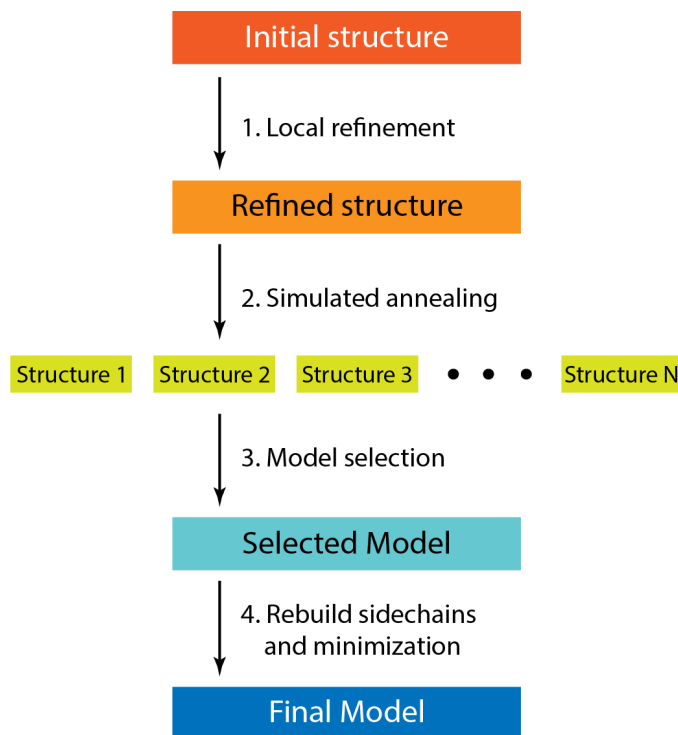 Initial structure
1. Local refinement
Refined structure
2. Simulated annealing
Structure 1 Structure 2 Structure 3 • • • Structure N
3. Model selection
Selected Model
4. Rebuild sidechains
and minimization
Final Model